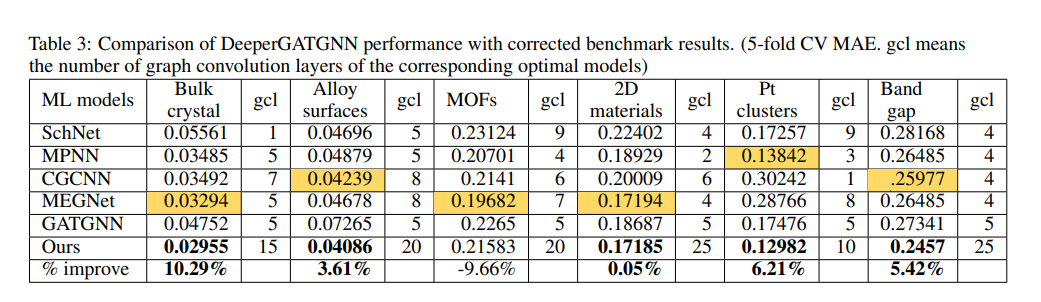 Table 3: Comparison of DeeperGATGNN performance with corrected benchmark results. (5-fold CV MAE. gcl means
the number of graph convolution layers of the corresponding optimal models)
ML models Bulk crystal gcl Alloy surfaces gcl MOFs gcl 2D materials gcl Pt clusters gcl Band gap gcl
SchNet 0.05561 1 0.04696 5 0.23124 9 0.22402 4 0.17257 9 0.28168 4
MPNN 0.03485 5 0.04879 5 0.20701 4 0.18929 2 0.13842 3 0.26485 4
CGCNN 0.03492 7 0.04239 8 0.2141 6 0.20009 6 0.30242 1 .25977 4
MEGNet 0.03294 5 0.04678 8 0.19682 7 0.17194 4 0.28766 8 0.26485 4
GATGNN 0.04752 5 0.07265 5 0.2265 5 0.18687 5 0.17476 5 0.27341 5
Ours 0.02955 15 0.04086 20 0.21583 20 0.17185 25 0.12982 10 0.2457 25
% improve 10.29% 3.61% -9.66% 0.05% 6.21% 5.42%